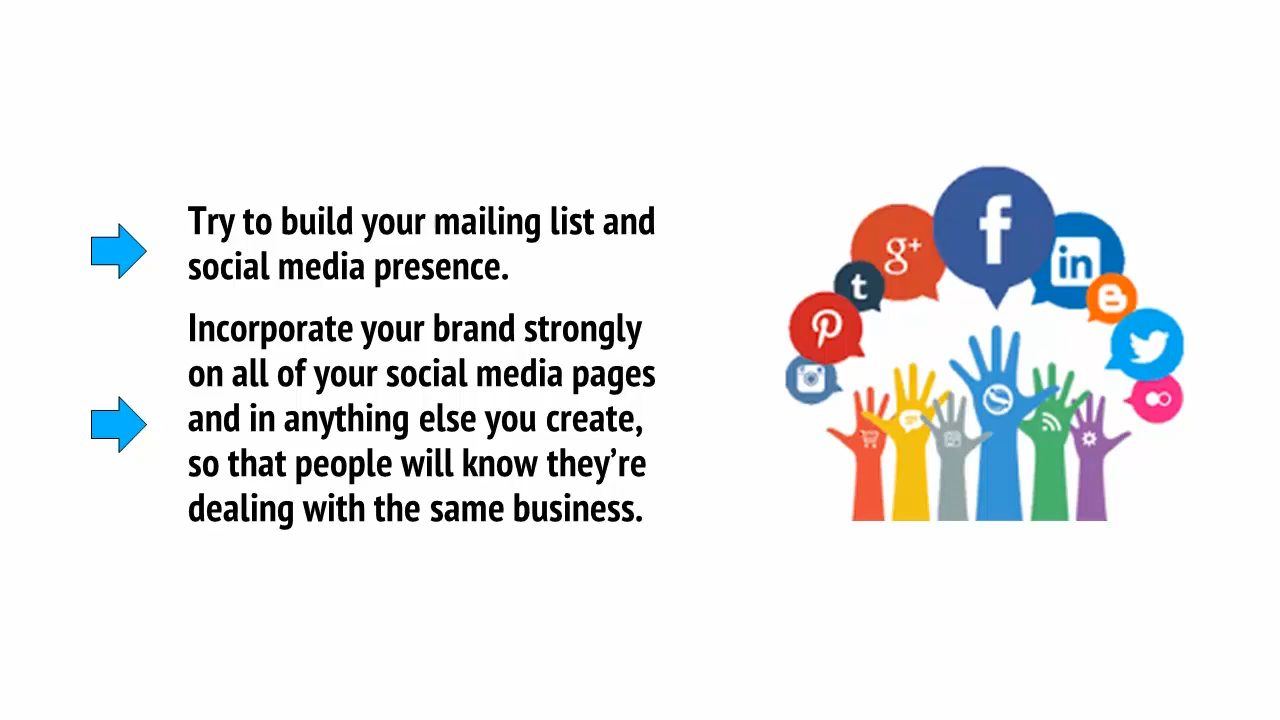 Try to build your mailing list and
social media presence.
Incorporate your brand strongly
on all of your social media pages
and in anything else you create,
so that people will know they’re
dealing with the same business.
g+
f
in
t